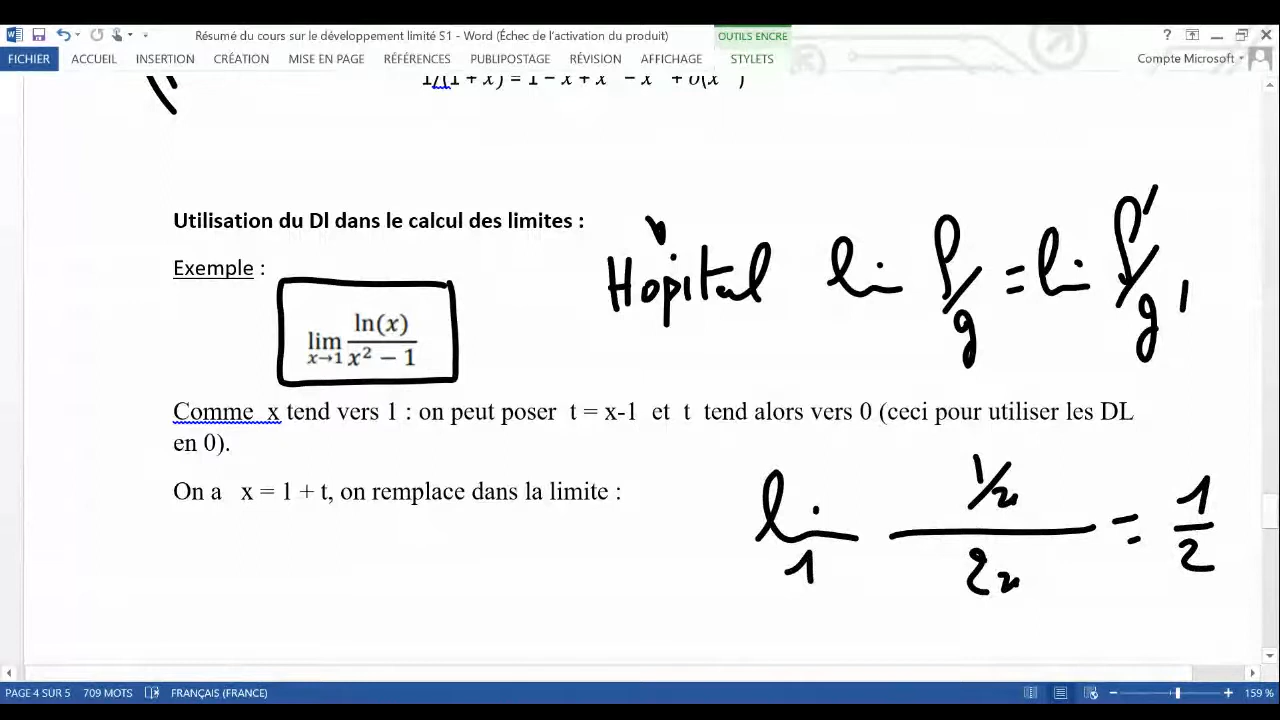 Résumé du cours sur le développement limité S1 - Word (Échec de l'activation du produit)
OUTILS ENCRE
FICHIER ACCUEIL INSERTION CRÉATION MISE EN PAGE RÉFÉRENCES PUBLIPOSTAGE RÉVISION AFFICHAGE STYLETS Compte Microsoft
Utilisation du Dl dans le calcul des limites :
Exemple :
Hôpital lim f/g = lim f'/g'
lim x→1 ln(x)/(x² − 1)
Comme x tend vers 1 : on peut poser t = x-1 et t tend alors vers 0 (ceci pour utiliser les DL
en 0).
On a x = 1 + t, on remplace dans la limite :
lim 1 (1/x)/(2x) = 1/2
PAGE 4 SUR 5 709 MOTS FRANÇAIS (FRANCE) 159 %